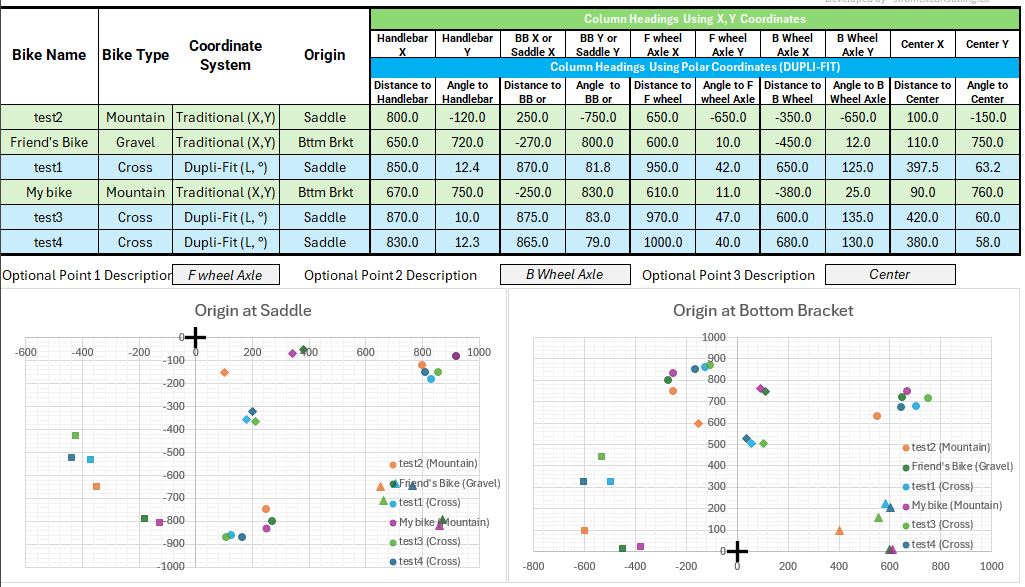 Developed by - stromerconsulting.ca
Column Headings Using X, Y Coordinates
Bike Name Bike Type Coordinate System Origin Handlebar X Handlebar Y BB X or Saddle X BB Y or Saddle Y F wheel Axle X F wheel Axle Y B Wheel Axle X B Wheel Axle Y Center X Center Y
Column Headings Using Polar Coordinates (DUPLI-FIT)
Distance to Handlebar Angle to Handlebar Distance to BB or Angle to BB or Distance to F wheel Angle to F wheel Axle Distance to B Wheel Angle to B Wheel Axle Distance to Center Angle to Center
test2 Mountain Traditional (X,Y) Saddle 800.0 -120.0 250.0 -750.0 650.0 -650.0 -350.0 -650.0 100.0 -150.0
Friend's Bike Gravel Traditional (X,Y) Bttm Brkt 650.0 720.0 -270.0 800.0 600.0 10.0 -450.0 12.0 110.0 750.0
test1 Cross Dupli-Fit (L, º) Saddle 850.0 12.4 870.0 81.8 950.0 42.0 650.0 125.0 397.5 63.2
My bike Mountain Traditional (X,Y) Bttm Brkt 670.0 750.0 -250.0 830.0 610.0 11.0 -380.0 25.0 90.0 760.0
test3 Cross Dupli-Fit (L, º) Saddle 870.0 10.0 875.0 83.0 970.0 47.0 600.0 135.0 420.0 60.0
test4 Cross Dupli-Fit (L, º) Saddle 830.0 12.3 865.0 79.0 1000.0 40.0 680.0 130.0 380.0 58.0
Optional Point 1 Description F wheel Axle Optional Point 2 Description B Wheel Axle Optional Point 3 Description Center
Origin at Saddle
0
-600 -400 -200 0 200 400 600 800 1000
-100
-200
-300
-400
-500
-600
-700
-800
-900
-1000
test2 (Mountain)
Friend's Bike (Gravel)
test1 (Cross)
My bike (Mountain)
test3 (Cross)
test4 (Cross)
Origin at Bottom Bracket
1000
900
800
700
600
500
400
300
200
100
0
-800 -600 -400 -200 0 200 400 600 800 1000
test2 (Mountain)
Friend's Bike (Gravel)
test1 (Cross)
My bike (Mountain)
test3 (Cross)
test4 (Cross)